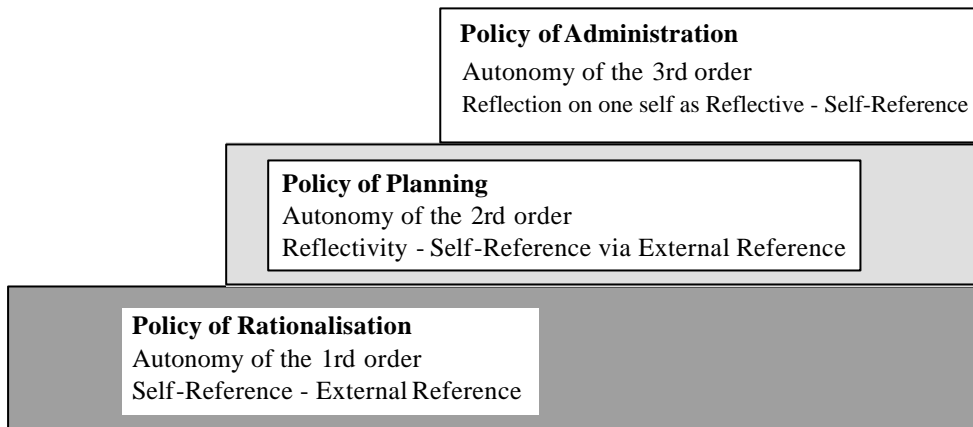 Policy of Administration
Autonomy of the 3rd order
Reflection on one self as Reflective - Self-Reference
Policy of Planning
Autonomy of the 2rd order
Reflectivity - Self-Reference via External Reference
Policy of Rationalisation
Autonomy of the 1rd order
Self-Reference - External Reference